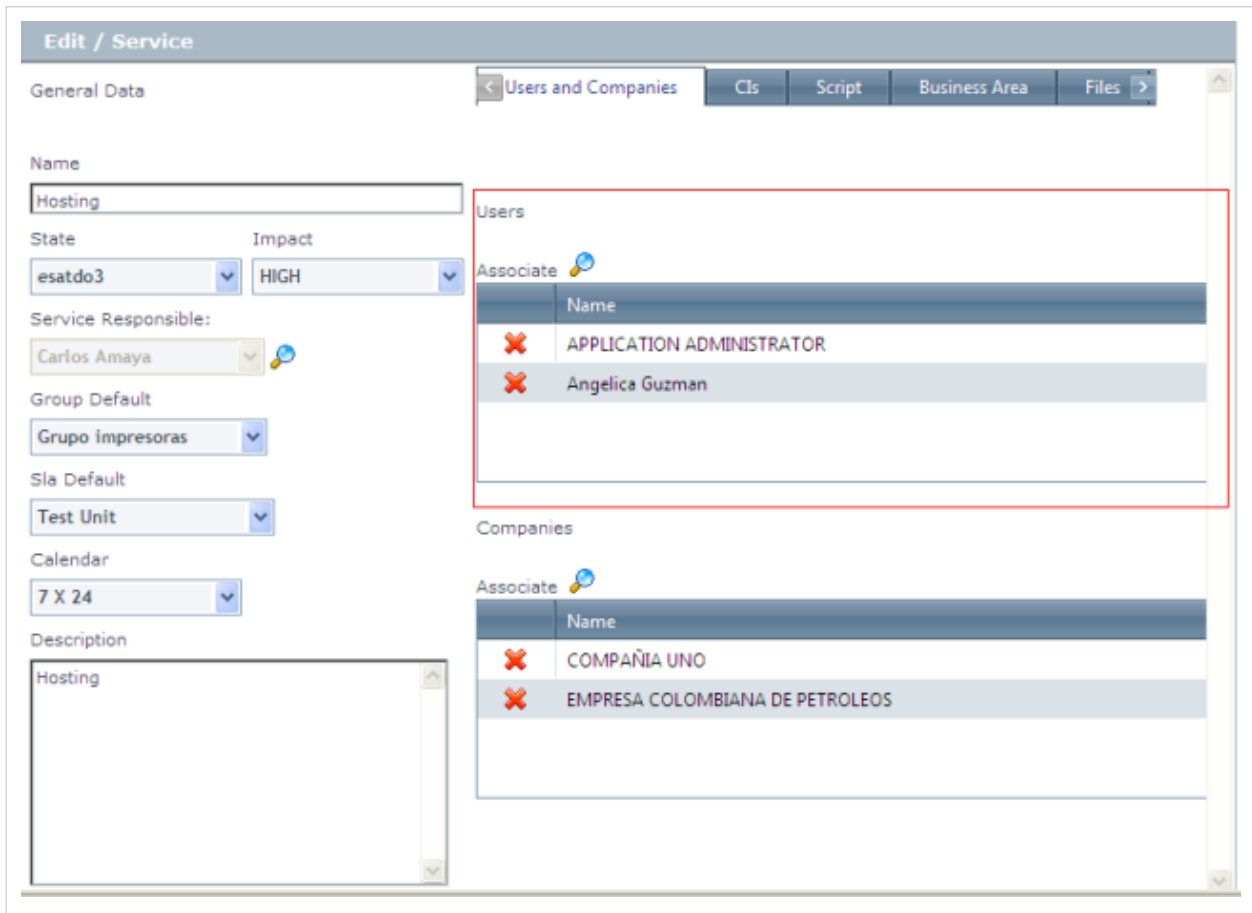 Edit / Service
General Data
Users and Companies
CIs
Script
Business Area
Files
Name
Hosting
State
Impact
esatdo3
HIGH
Service Responsible:
Carlos Amaya
Group Default
Grupo impresoras
Sla Default
Test Unit
Calendar
7 X 24
Description
Hosting
Users
Associate
Name
APPLICATION ADMINISTRATOR
Angelica Guzman
Companies
Associate
Name
COMPAÑIA UNO
EMPRESA COLOMBIANA DE PETROLEOS